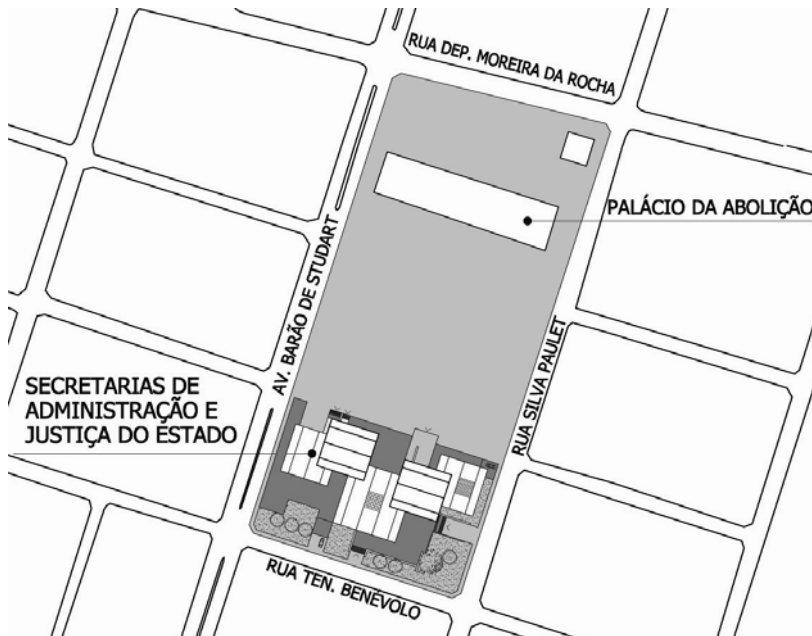 RUA DEP. MOREIRA DA ROCHA
PALÁCIO DA ABOLIÇÃO
AV. BARÃO DE STUDART
RUA SILVA PAULET
SECRETARIAS DE
ADMINISTRAÇÃO E
JUSTIÇA DO ESTADO
RUA TEN. BENÉVOLO